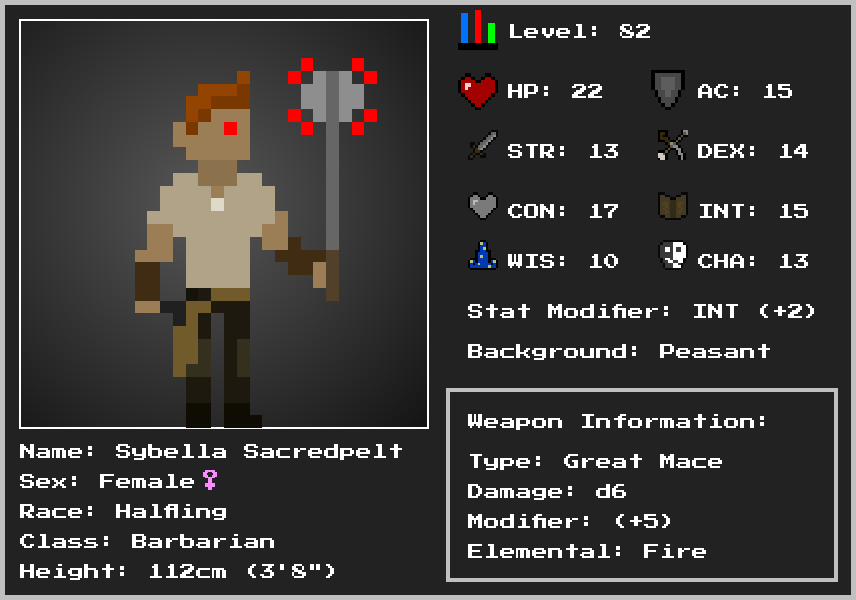 Level: 82
HP: 22
AC: 15
STR: 13
DEX: 14
CON: 17
INT: 15
WIS: 10
CHA: 13
Stat Modifier: INT (+2)
Background: Peasant
Weapon Information:
Type: Great Mace
Damage: d6
Modifier: (+5)
Elemental: Fire
Name: Sybella Sacredpelt
Sex: Female♀
Race: Halfling
Class: Barbarian
Height: 112cm (3'8")